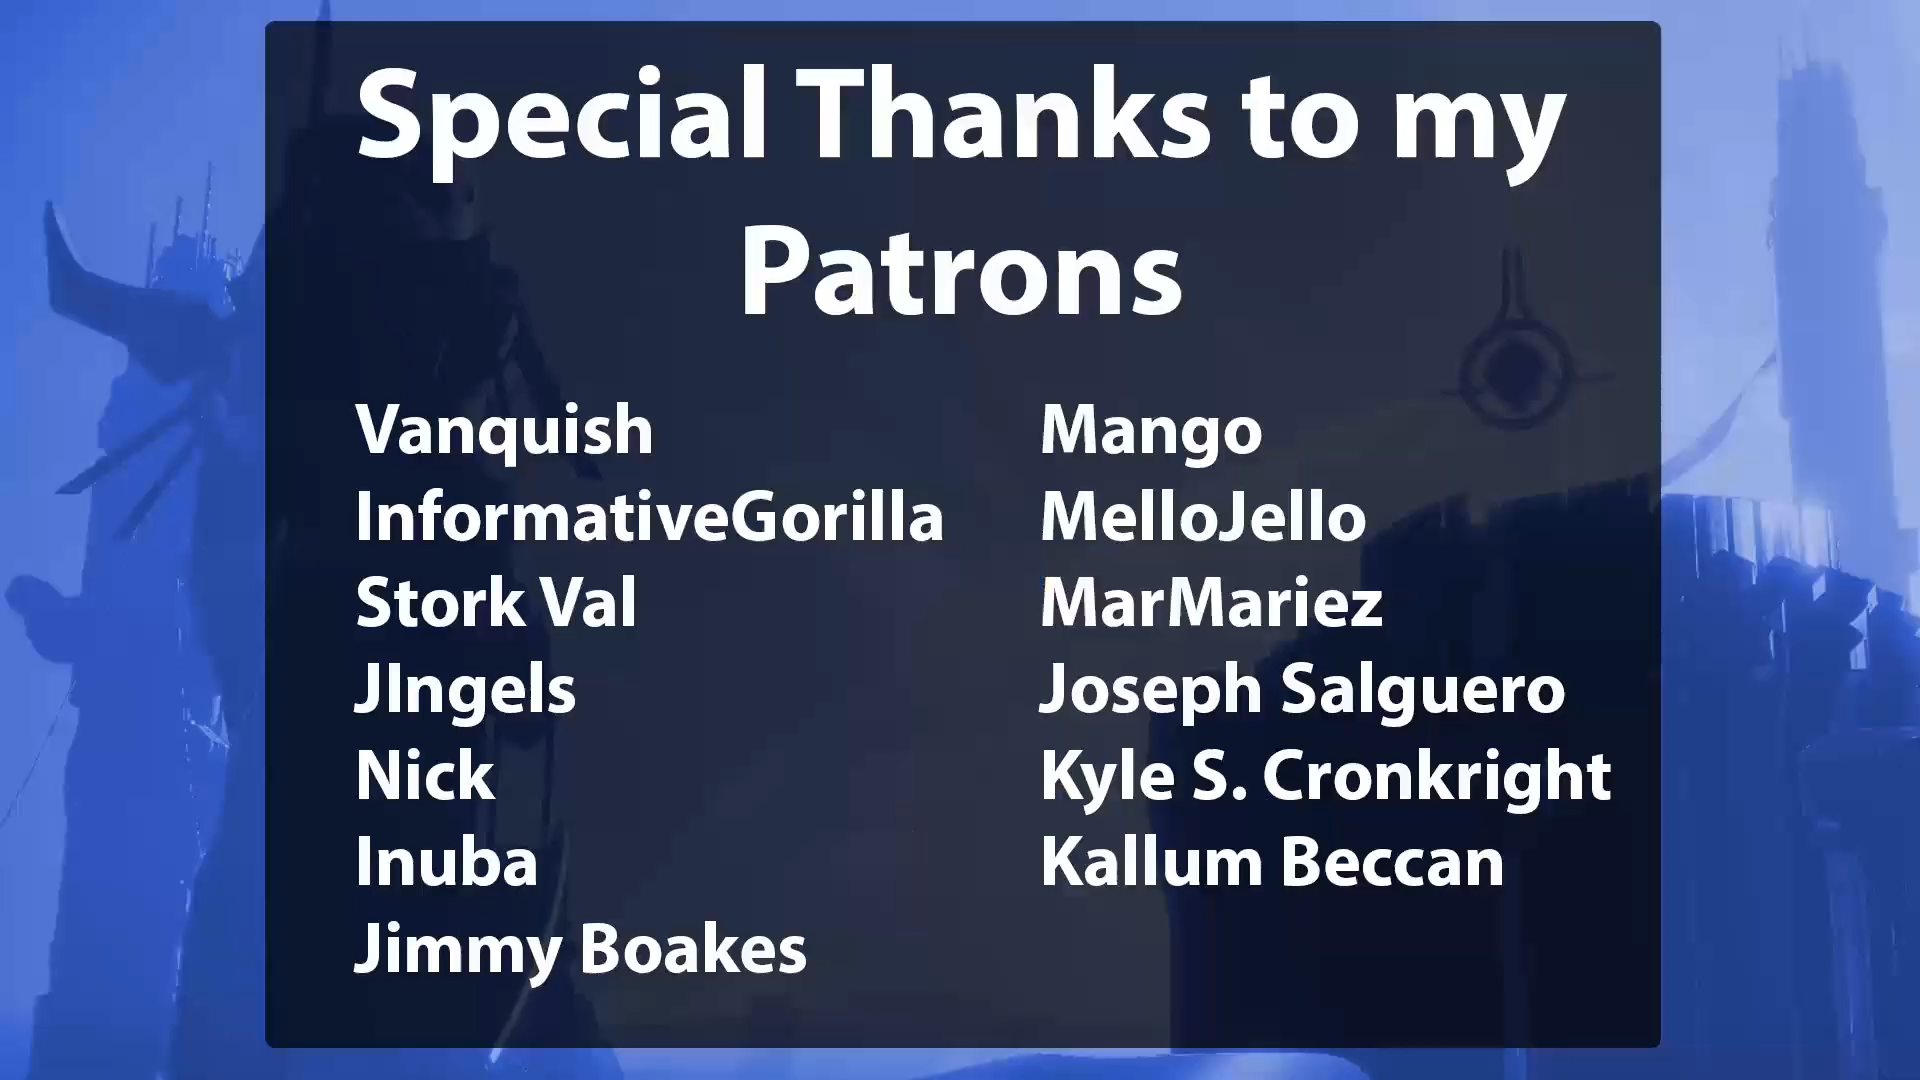 Special Thanks to my
Patrons
Vanquish
InformativeGorilla
Stork Val
JIngels
Nick
Inuba
Jimmy Boakes
Mango
MelloJello
MarMariez
Joseph Salguero
Kyle S. Cronkright
Kallum Beccan